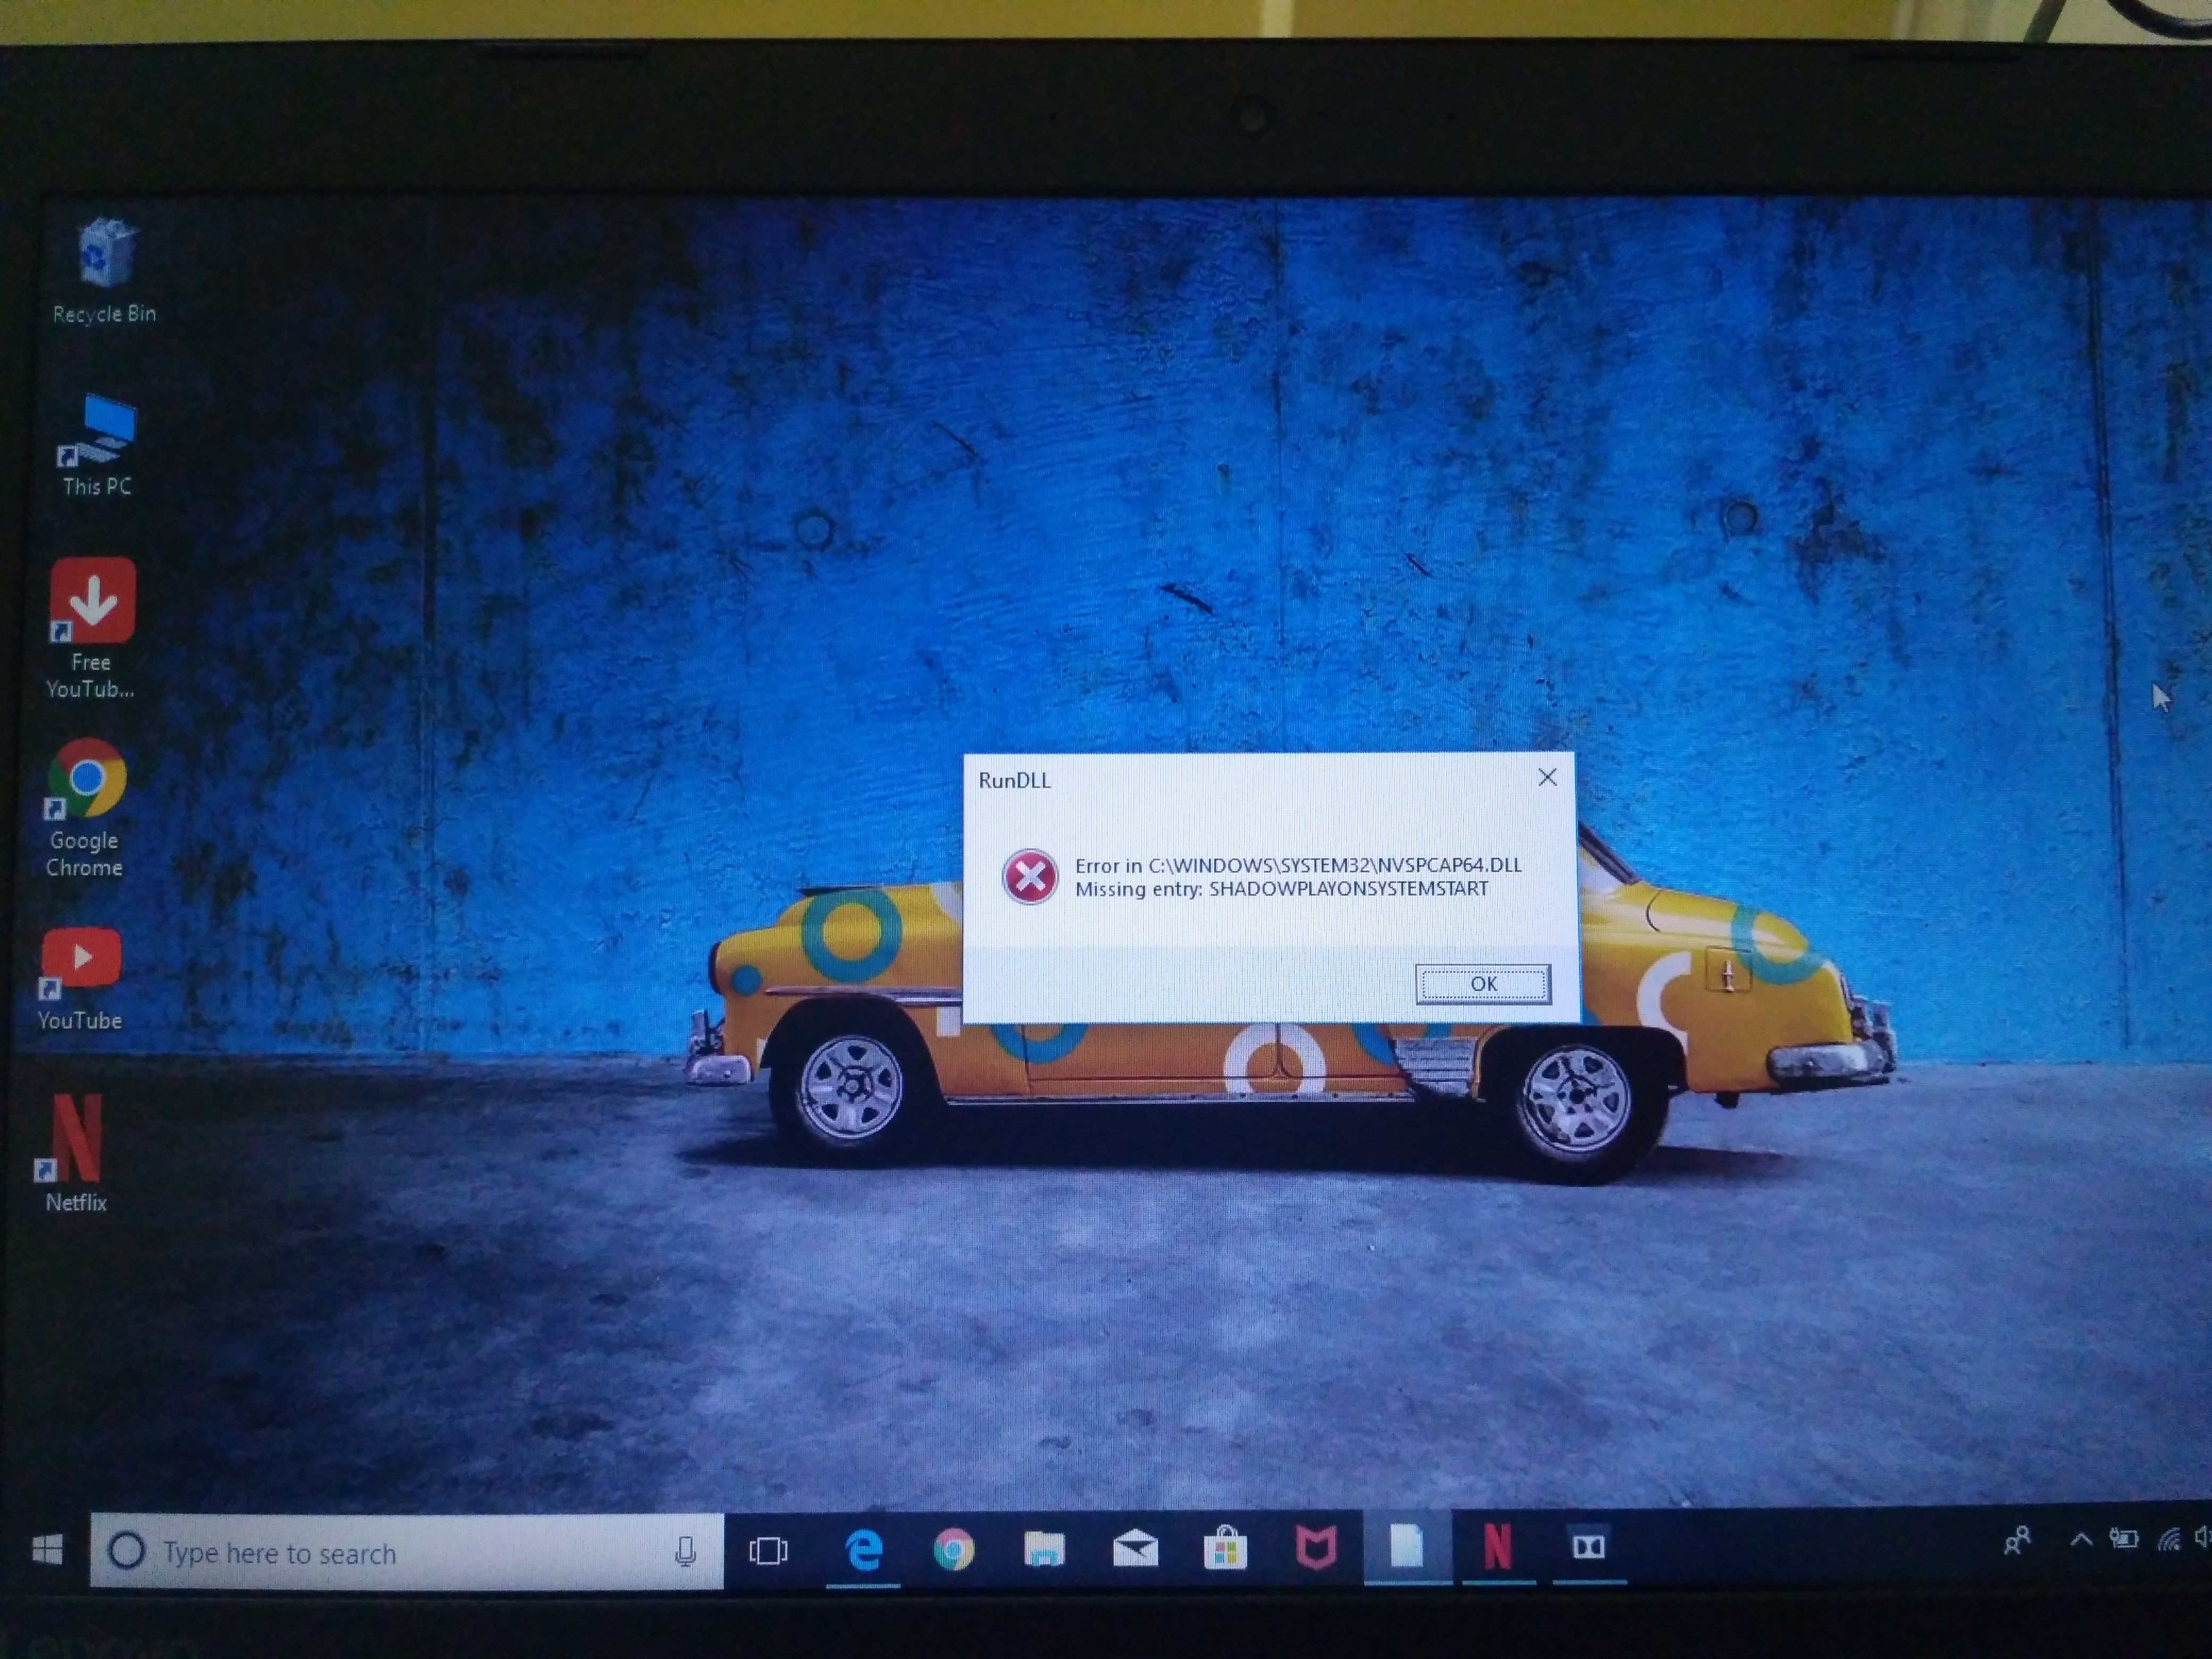 Recycle Bin
This PC
Free
YouTub...
Google
Chrome
YouTube
Netflix
RunDLL
Error in C:\WINDOWS\SYSTEM32\NVSPCAP64.DLL
Missing entry: SHADOWPLAYONSYSTEMSTART
OK
Type here to search